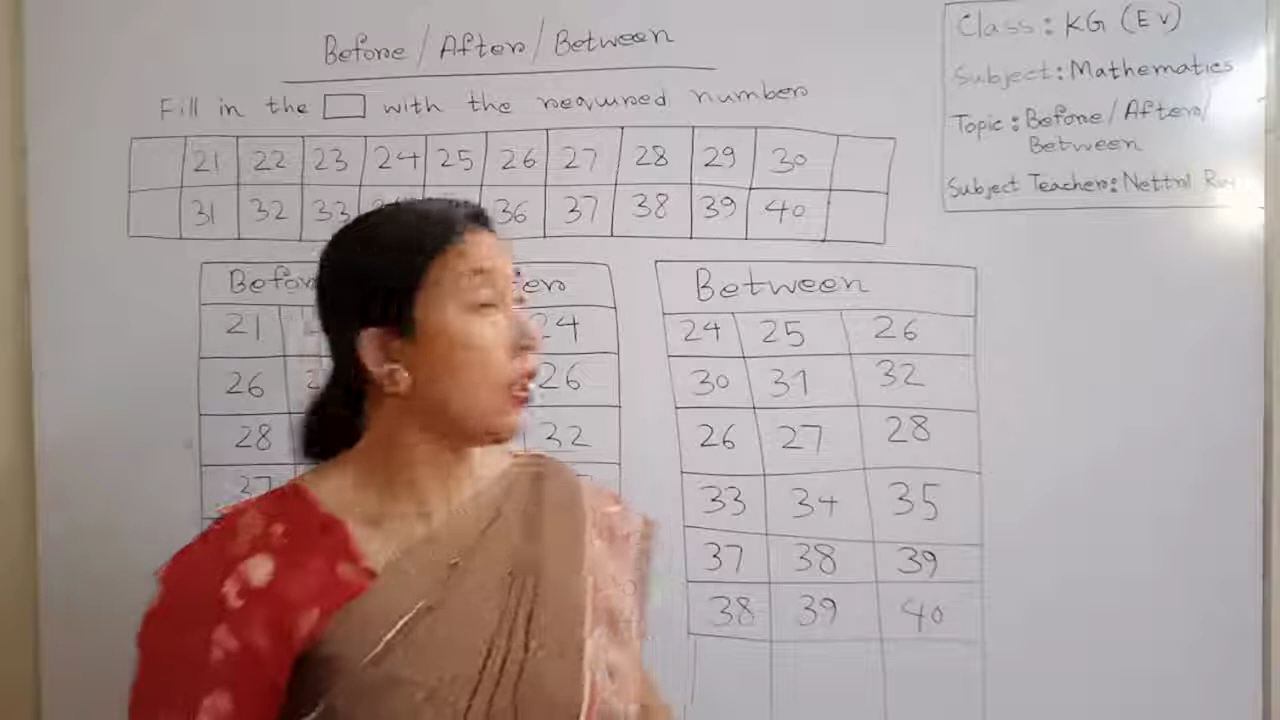 Before / After / Between
Fill in the with the required number
21 22 23 24 25 26 27 28 29 30
31 32 33 36 37 38 39 40
Class: KG (EV)
Subject: Mathematics
Topic: Before / After /
Between
Subject Teacher:
21 24
26 26
28 32
37
Between
24 25 26
30 31 32
26 27 28
33 34 35
37 38 39
38 39 40